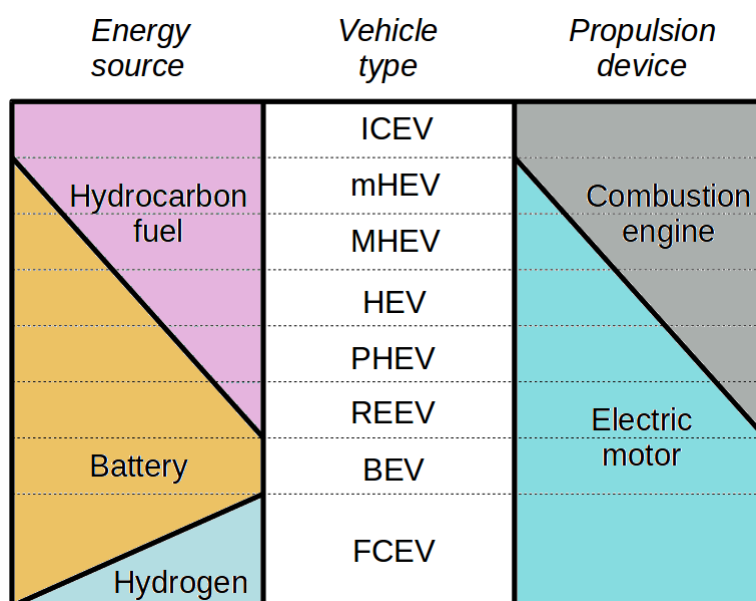 Energy
source
Vehicle
type
Propulsion
device
ICEV
mHEV
Hydrocarbon
fuel
Combustion
engine
MHEV
HEV
PHEV
REEV
Electric
motor
Battery
BEV
FCEV
Hydrogen